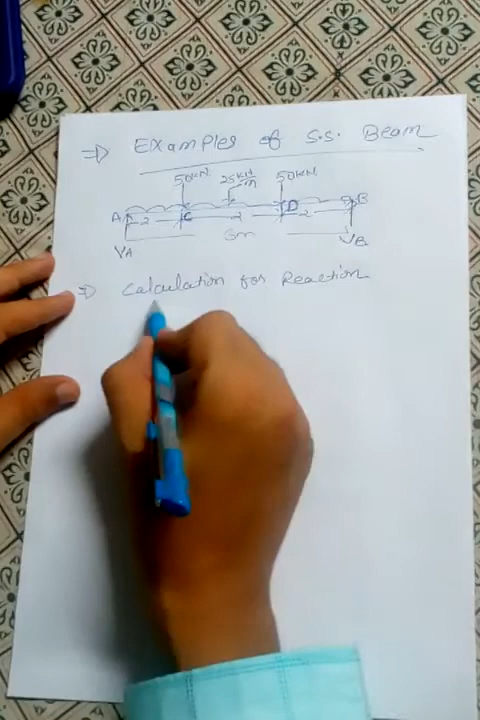 ⇒ Examples of S.S. Beam
50kN 25kN/m 50kN
A C D B
2 2 2
6m
VA VB
⇒ Calculation for Reaction